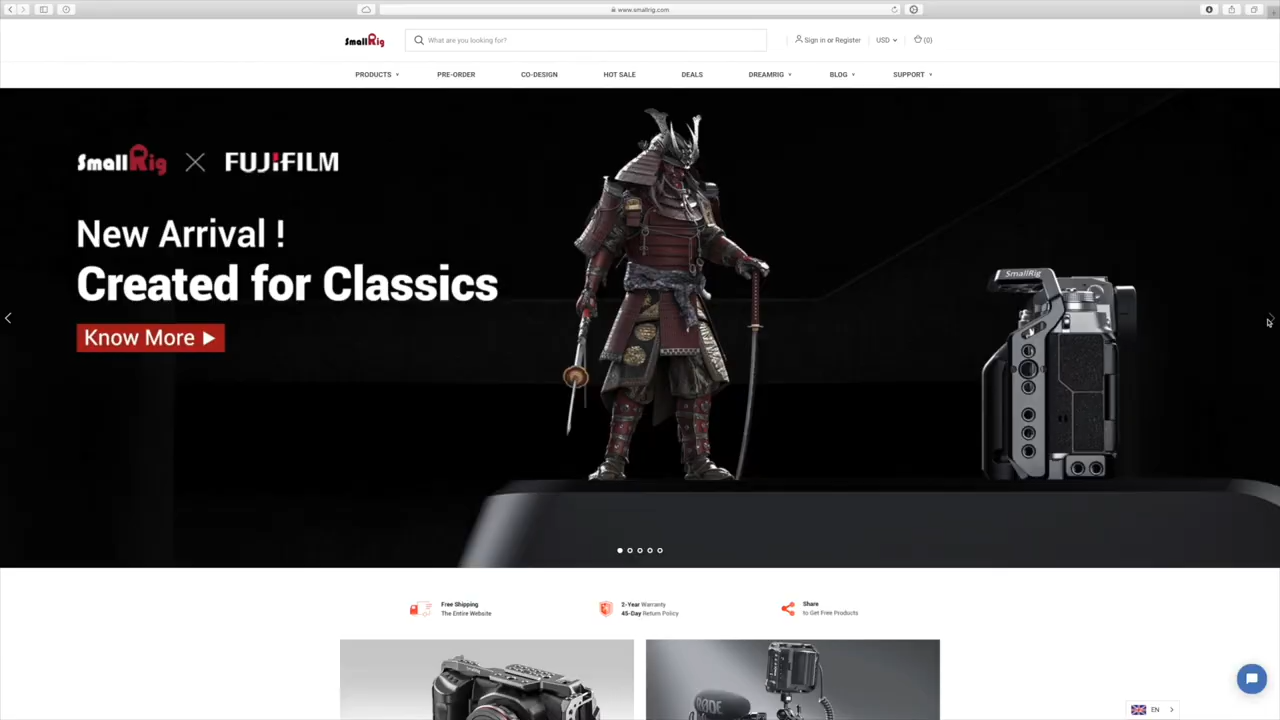 www.smallrig.com
SmallRig
What are you looking for?
Sign in or Register
USD
(0)
PRODUCTS
PRE-ORDER
CO-DESIGN
HOT SALE
DEALS
DREAMRIG
BLOG
SUPPORT
SmallRig X FUJIFILM
New Arrival !
Created for Classics
Know More
SmallRig
Free Shipping
The Entire Website
2-Year Warranty
45-Day Return Policy
Share
To Get Free Products
RØDE
EN